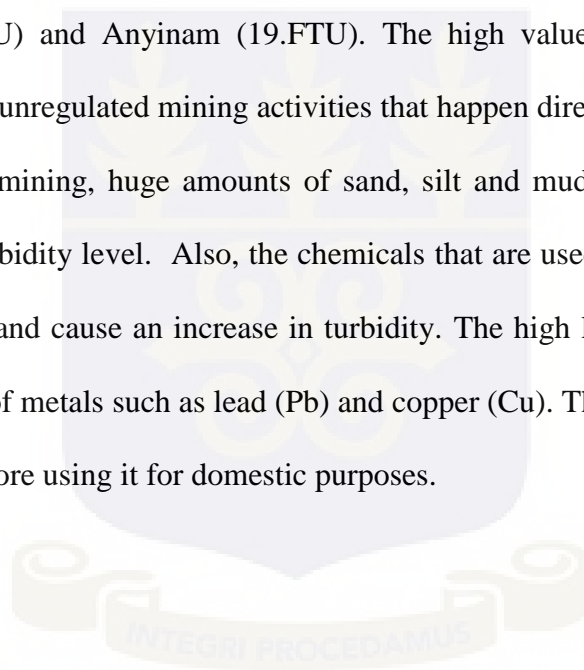 U) and Anyinam (19.FTU). The high value
unregulated mining activities that happen dire
mining, huge amounts of sand, silt and mud
bidity level. Also, the chemicals that are use
and cause an increase in turbidity. The high l
of metals such as lead (Pb) and copper (Cu). Th
ore using it for domestic purposes.
INTEGRI PROCEDAMUS